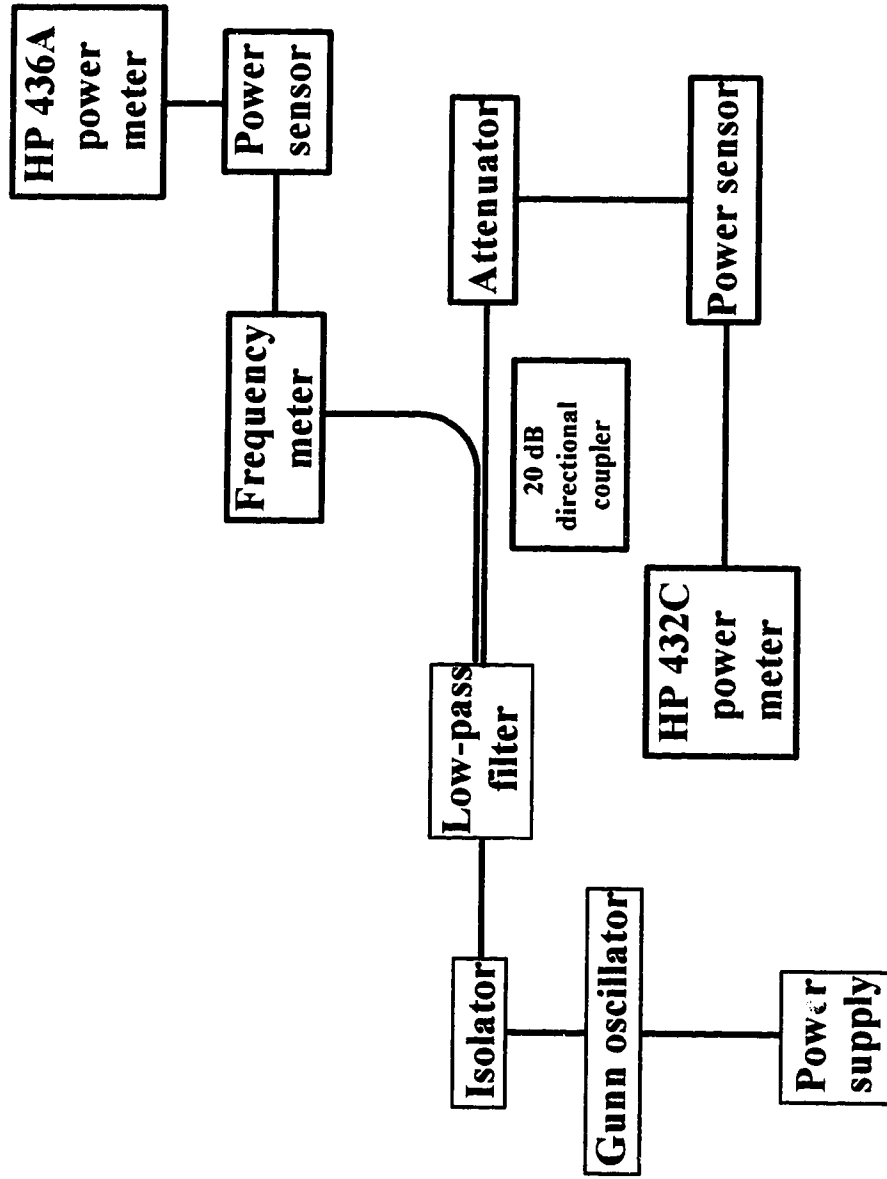 Power
supply
Gunn oscillator
Isolator
Low-pass
filter
20 dB
directional
coupler
HP 432C
power
meter
Frequency
meter
Attenuator
Power sensor
Power
sensor
HP 436A
power
meter